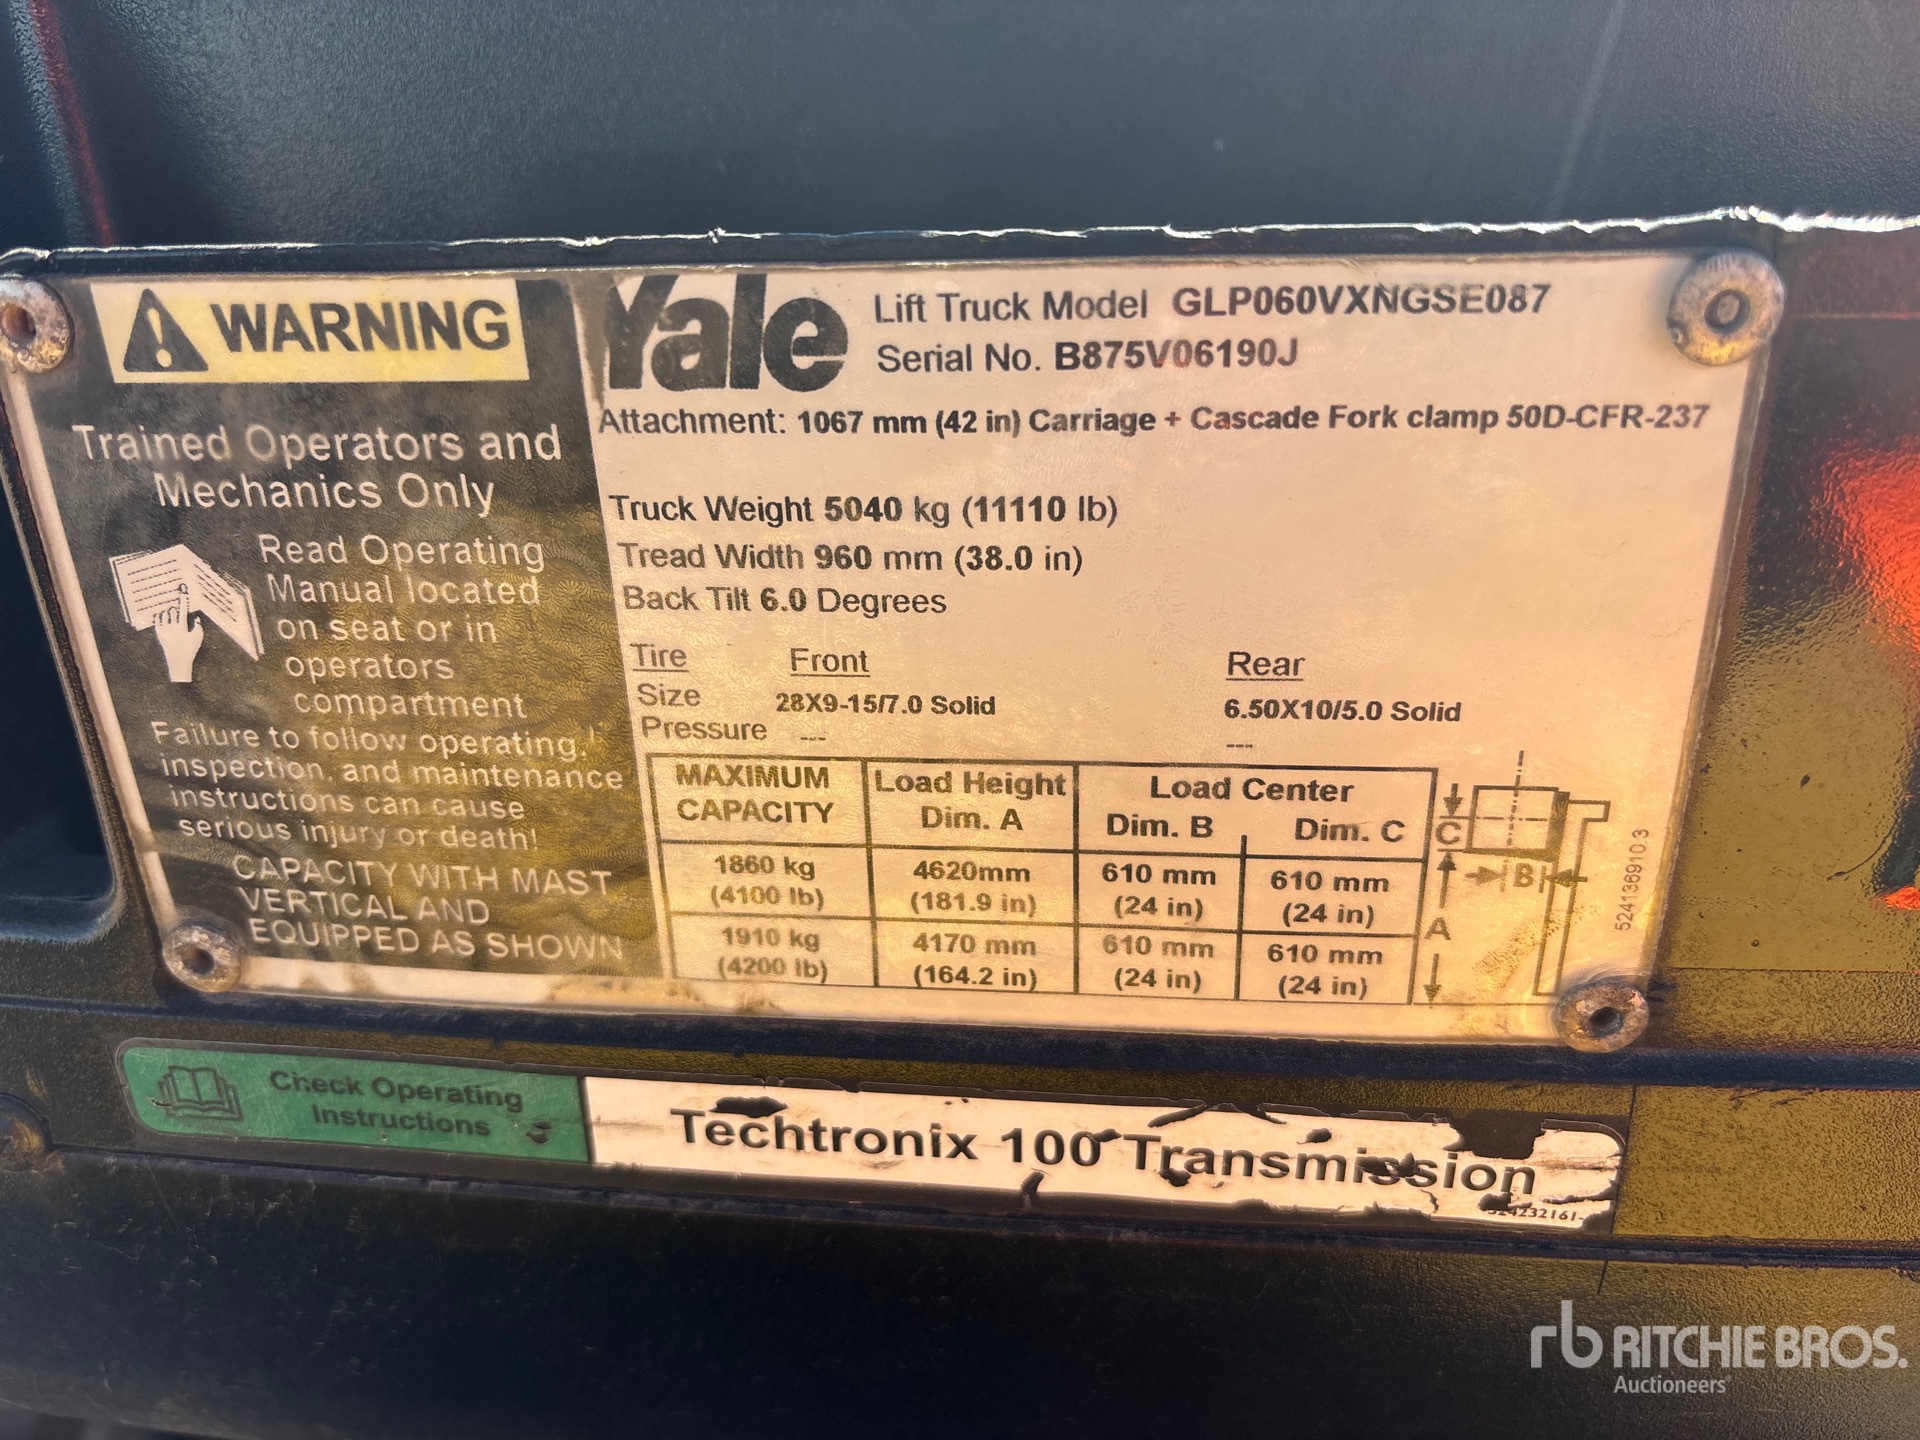 WARNING
Trained Operators and
Mechanics Only
Read Operating
Manual located
on seat or in
operators
compartment
Failure to follow operating,
inspection, and maintenance
instructions can cause
serious injury or death!
CAPACITY WITH MAST
VERTICAL AND
EQUIPPED AS SHOWN
Yale
Lift Truck Model GLP060VXNGSE087
Serial No. B875V06190J
Attachment: 1067 mm (42 in) Carriage + Cascade Fork clamp 50D-CFR-237
Truck Weight 5040 kg (11110 lb)
Tread Width 960 mm (38.0 in)
Back Tilt 6.0 Degrees
Tire Front Rear
Size 28X9-15/7.0 Solid 6.50X10/5.0 Solid
Pressure --- ---
MAXIMUM Load Height Load Center
CAPACITY Dim. A Dim. B Dim. C
1860 kg 4620mm 610 mm 610 mm
(4100 lb) (181.9 in) (24 in) (24 in)
1910 kg 4170 mm 610 mm 610 mm
(4200 lb) (164.2 in) (24 in) (24 in)
C
B
A
524136910.3
Check Operating
Instructions
Techtronix 100 Transmission
524232161-
rb RITCHIE BROS.
Auctioneers